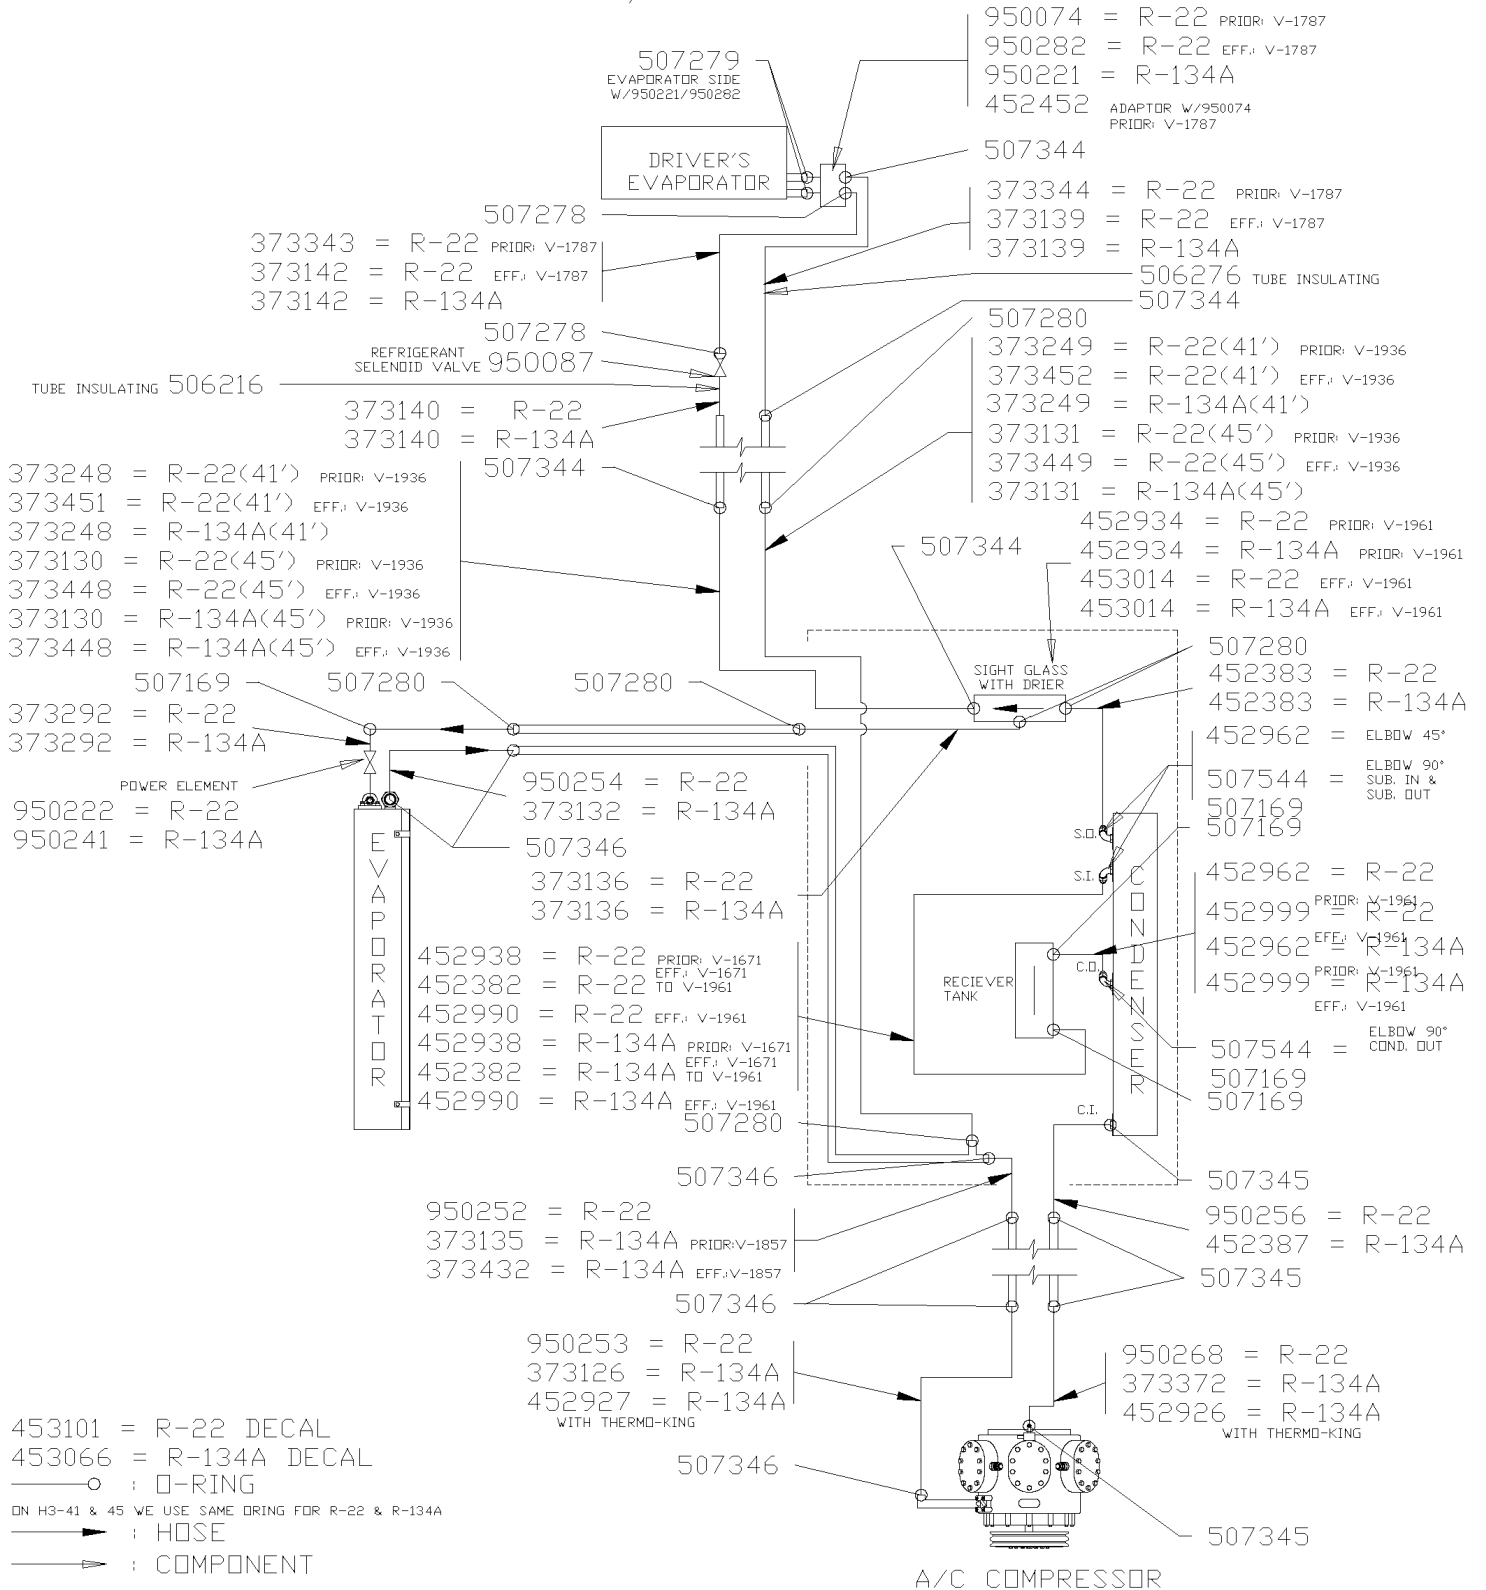 950074 = R-22 PRIOR: V-1787
950282 = R-22 EFF.: V-1787
950221 = R-134A
452452 ADAPTOR W/950074
PRIOR: V-1787
507279
EVAPORATOR SIDE
W/950221/950282
DRIVER'S
EVAPORATOR
507344
507278
373344 = R-22 PRIOR: V-1787
373139 = R-22 EFF.: V-1787
373139 = R-134A
373343 = R-22 PRIOR: V-1787
373142 = R-22 EFF.: V-1787
373142 = R-134A
506276 TUBE INSULATING
507344
507278
REFRIGERANT
SELENOID VALVE 950087
TUBE INSULATING 506216
507280
373249 = R-22(41') PRIOR: V-1936
373452 = R-22(41') EFF.: V-1936
373249 = R-134A(41')
373131 = R-22(45') PRIOR: V-1936
373449 = R-22(45') EFF.: V-1936
373131 = R-134A(45')
373140 = R-22
373140 = R-134A
507344
373248 = R-22(41') PRIOR: V-1936
373451 = R-22(41') EFF.: V-1936
373248 = R-134A(41')
373130 = R-22(45') PRIOR: V-1936
373448 = R-22(45') EFF.: V-1936
373130 = R-134A(45') PRIOR: V-1936
373448 = R-134A(45') EFF.: V-1936
507344
452934 = R-22 PRIOR: V-1961
452934 = R-134A PRIOR: V-1961
453014 = R-22 EFF.: V-1961
453014 = R-134A EFF.: V-1961
SIGHT GLASS
WITH DRIER
507280
452383 = R-22
452383 = R-134A
507169
507280
507280
373292 = R-22
373292 = R-134A
452962 = ELBOW 45°
507544 = ELBOW 90°
SUB. IN &
SUB. OUT
507169
507169
POWER ELEMENT
950222 = R-22
950241 = R-134A
950254 = R-22
373132 = R-134A
507346
373136 = R-22
373136 = R-134A
EVAPORATOR
S.O.
S.I.
C.O.
C.I.
CONDENSER
RECIEVER
TANK
452962 = R-22
PRIOR: V-1961
452999 = R-22
EFF.: V-1961
452962 = R-134A
PRIOR: V-1961
452999 = R-134A
EFF.: V-1961
507544 = ELBOW 90°
COND. OUT
507169
507169
452938 = R-22 PRIOR: V-1671
452382 = R-22 EFF.: V-1671
TO V-1961
452990 = R-22 EFF.: V-1961
452938 = R-134A PRIOR: V-1671
452382 = R-134A EFF.: V-1671
TO V-1961
452990 = R-134A EFF.: V-1961
507280
507346
507345
950252 = R-22
373135 = R-134A PRIOR:V-1857
373432 = R-134A EFF.:V-1857
950256 = R-22
452387 = R-134A
507346
507345
950253 = R-22
373126 = R-134A
452927 = R-134A
WITH THERMO-KING
950268 = R-22
373372 = R-134A
452926 = R-134A
WITH THERMO-KING
507346
507345
A/C COMPRESSOR
453101 = R-22 DECAL
453066 = R-134A DECAL
: O-RING
ON H3-41 & 45 WE USE SAME ORING FOR R-22 & R-134A
: HOSE
: COMPONENT